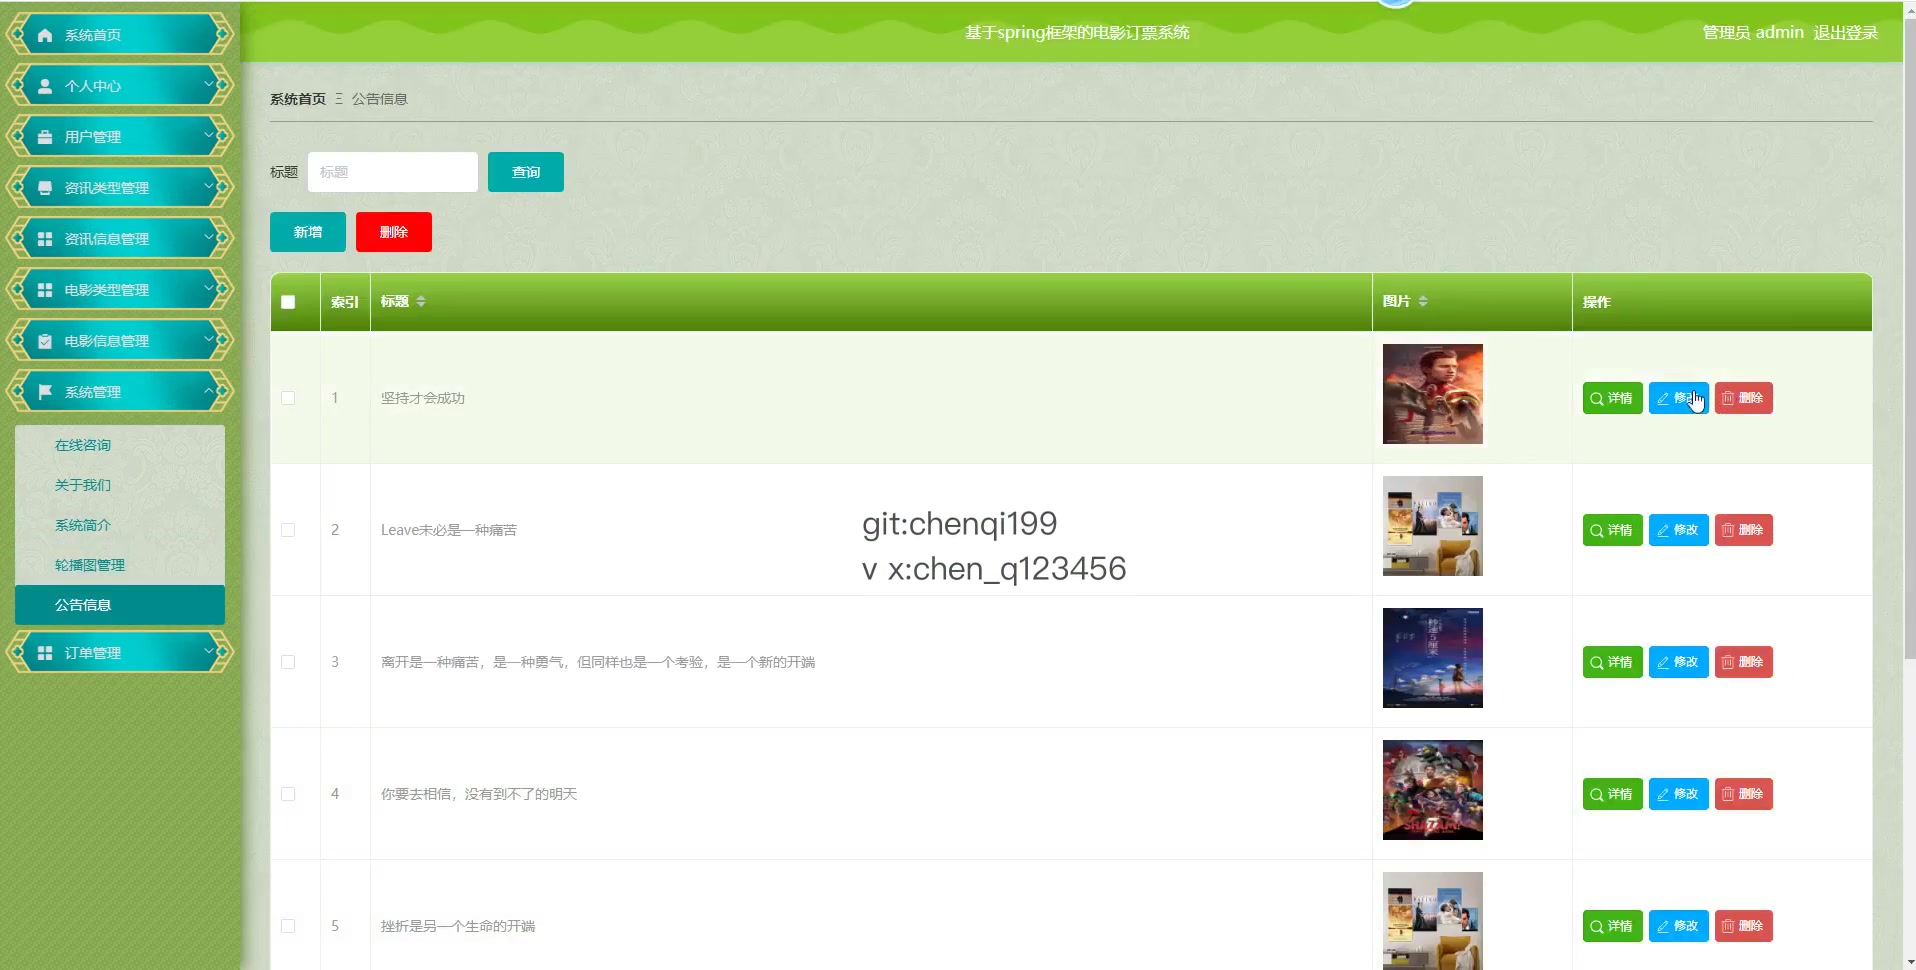 基于spring框架的电影订票系统
管理员 admin 退出登录
系统首页
个人中心
用户管理
资讯类型管理
资讯信息管理
电影类型管理
电影信息管理
系统管理
在线咨询
关于我们
系统简介
轮播图管理
公告信息
订单管理
系统首页 Ξ 公告信息
标题 标题 查询
新增 删除
索引 标题 图片 操作
1 坚持才会成功 详情 修改 删除
2 Leave未必是一种痛苦 详情 修改 删除
git:chenqi199
v x:chen_q123456
3 离开是一种痛苦，是一种勇气，但同样也是一个考验，是一个新的开端 秒速5厘米 详情 修改 删除
4 你要去相信，没有到不了的明天 SHAZAM! 详情 修改 删除
5 挫折是另一个生命的开端 详情 修改 删除